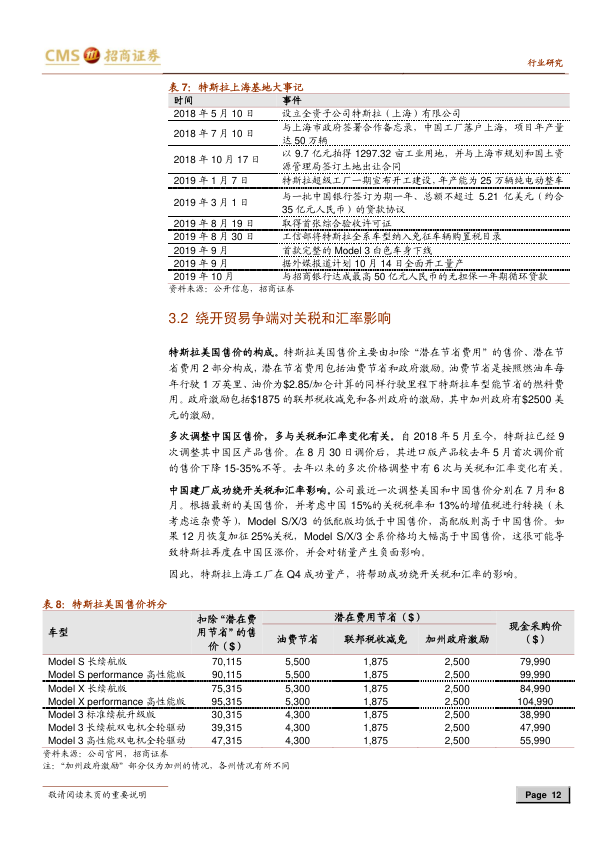 CMS 招商证券
行业研究
表 7：特斯拉上海基地大事记
时间 事件
2018 年 5 月 10 日 设立全资子公司特斯拉（上海）有限公司
2018 年 7 月 10 日 与上海市政府签署合作备忘录，中国工厂落户上海，项目年产量
达 50 万辆
2018 年 10 月 17 日 以 9.7 亿元拍得 1297.32 亩工业用地，并与上海市规划和国土资
源管理局签订土地出让合同
2019 年 1 月 7 日 特斯拉超级工厂一期宣布开工建设，年产能为 25 万辆纯电动整车
2019 年 3 月 1 日 与一批中国银行签订为期一年、总额不超过 5.21 亿美元（约合
35 亿元人民币）的贷款协议
2019 年 8 月 19 日 取得首张综合验收许可证
2019 年 8 月 30 日 工信部将特斯拉全系车型纳入免征车辆购置税目录
2019 年 9 月 首款完整的 Model 3 白色车身下线
2019 年 9 月 据外媒报道计划 10 月 14 日全面开工量产
2019 年 10 月 与招商银行达成最高 50 亿元人民币的无担保一年期循环贷款
资料来源：公开信息，招商证券
3.2 绕开贸易争端对关税和汇率影响
特斯拉美国售价的构成。特斯拉美国售价主要由扣除“潜在节省费用”的售价、潜在节
省费用 2 部分构成，潜在节省费用包括油费节省和政府激励。油费节省是按照燃油车每
年行驶 1 万英里、油价为$2.85/加仑计算的同样行驶里程下特斯拉车型能节省的燃料费
用。政府激励包括$1875 的联邦税收减免和各州政府的激励，其中加州政府有$2500 美
元的激励。
多次调整中国区售价，多与关税和汇率变化有关。自 2018 年 5 月至今，特斯拉已经 9
次调整其中国区产品售价。在 8 月 30 日调价后，其进口版产品较去年 5 月首次调价前
的售价下降 15-35%不等。去年以来的多次价格调整中有 6 次与关税和汇率变化有关。
中国建厂成功绕开关税和汇率影响。公司最近一次调整美国和中国售价分别在 7 月和 8
月。根据最新的美国售价，并考虑中国 15%的关税税率和 13%的增值税进行转换（未
考虑运杂费等），Model S/X/3 的低配版均低于中国售价，高配版则高于中国售价。如
果 12 月恢复加征 25%关税，Model S/X/3 全系价格均大幅高于中国售价，这很可能导
致特斯拉再度在中国区涨价，并会对销量产生负面影响。
因此，特斯拉上海工厂在 Q4 成功量产，将帮助成功绕开关税和汇率的影响。
表 8：特斯拉美国售价拆分
车型 扣除“潜在费用节省”的售价（$） 潜在费用节省（$） 现金采购价（$）
油费节省 联邦税收减免 加州政府激励
Model S 长续航版 70,115 5,500 1,875 2,500 79,990
Model S performance 高性能版 90,115 5,500 1,875 2,500 99,990
Model X 长续航版 75,315 5,300 1,875 2,500 84,990
Model X performance 高性能版 95,315 5,300 1,875 2,500 104,990
Model 3 标准续航升级版 30,315 4,300 1,875 2,500 38,990
Model 3 长续航双电机全轮驱动 39,315 4,300 1,875 2,500 47,990
Model 3 高性能双电机全轮驱动 47,315 4,300 1,875 2,500 55,990
资料来源：公司官网，招商证券
注：“加州政府激励”部分仅为加州的情况，各州情况有所不同
敬请阅读末页的重要说明
Page 12